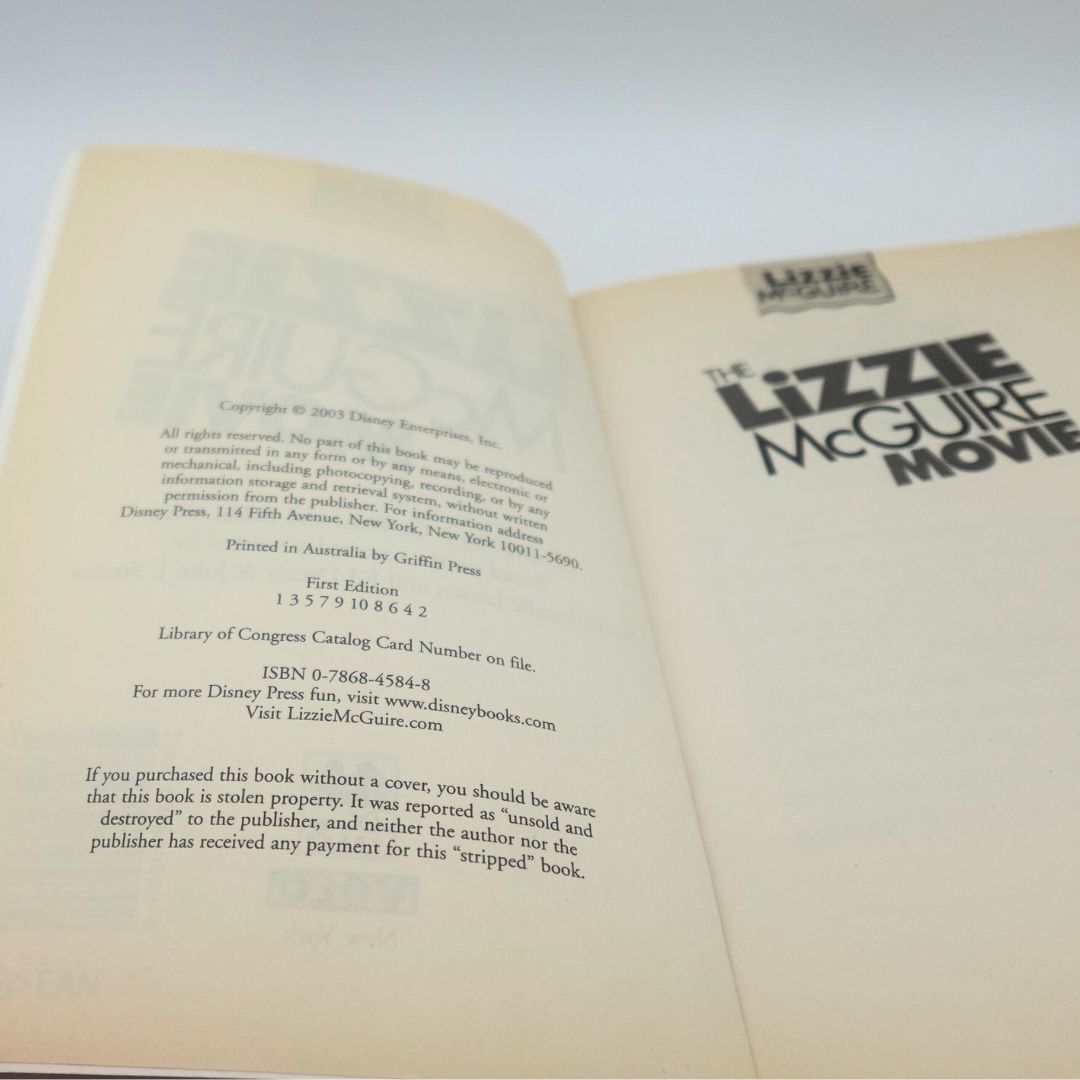 Copyright © 2003 Disney Enterprises, Inc.
All rights reserved. No part of this book may be reproduced
or transmitted in any form or by any means, electronic or
mechanical, including photocopying, recording, or by any
information storage and retrieval system, without written
permission from the publisher. For information address
Disney Press, 114 Fifth Avenue, New York, New York 10011-5690.
Printed in Australia by Griffin Press
First Edition
1 3 5 7 9 10 8 6 4 2
Library of Congress Catalog Card Number on file.
ISBN 0-7868-4584-8
For more Disney Press fun, visit www.disneybooks.com
Visit LizzieMcGuire.com
If you purchased this book without a cover, you should be aware
that this book is stolen property. It was reported as “unsold and
destroyed” to the publisher, and neither the author nor the
publisher has received any payment for this “stripped” book.
Lizzie
McGUIRE
THE
LiZZIE
McGUIRE
MOVIE